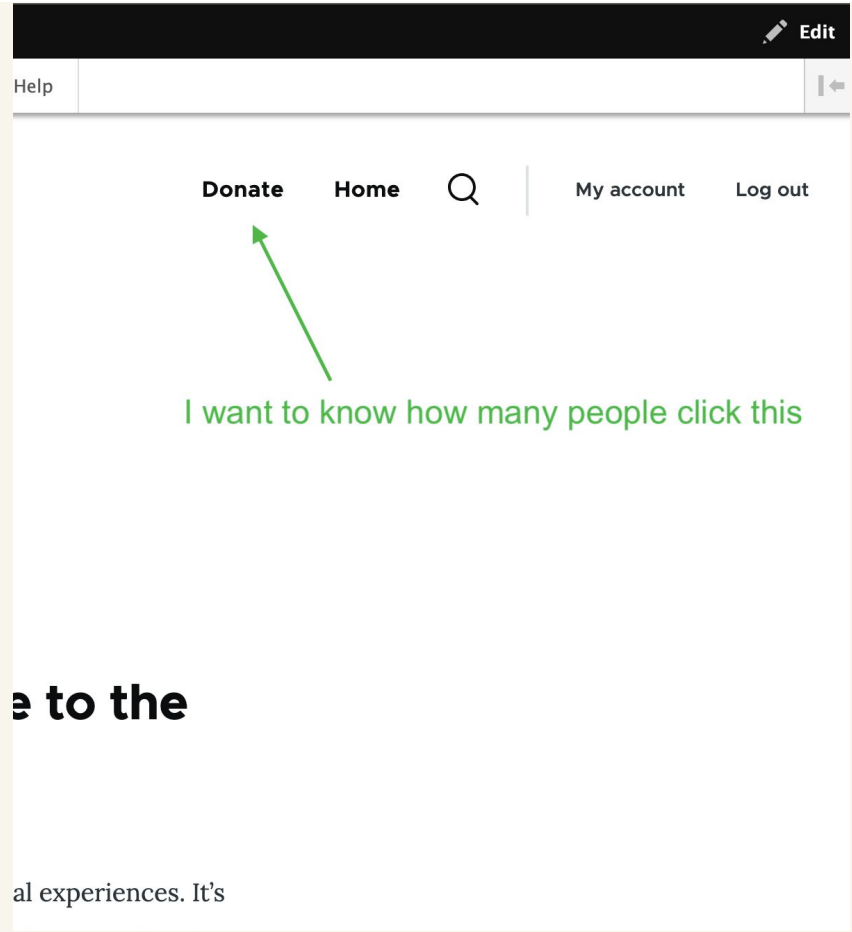 Edit
Help
Donate Home My account Log out
I want to know how many people click this
e to the
al experiences. It’s